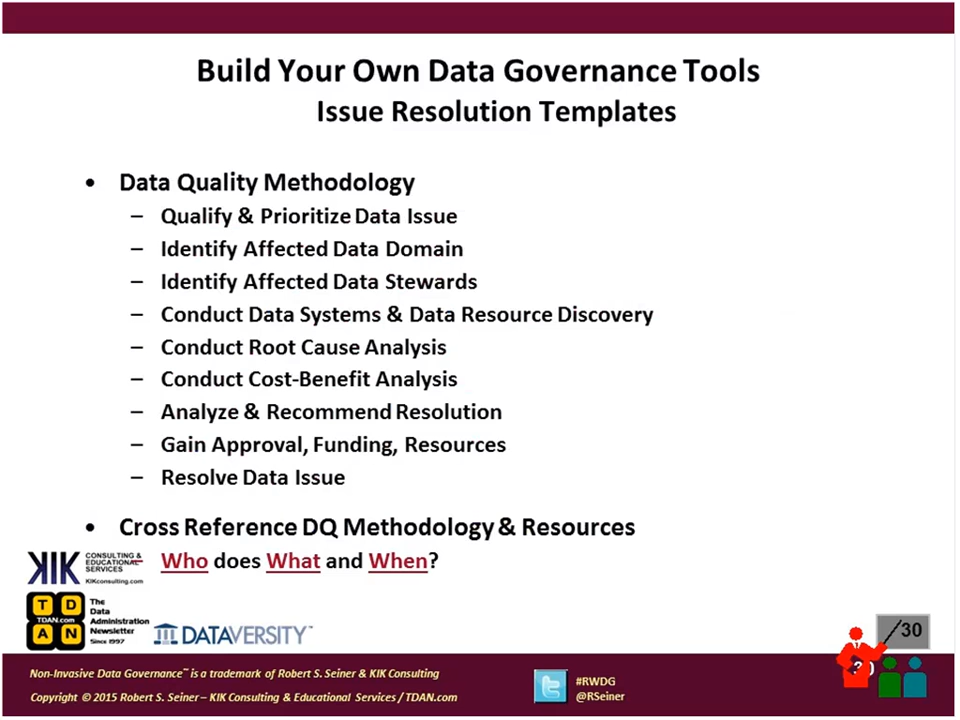 Build Your Own Data Governance Tools
Issue Resolution Templates
• Data Quality Methodology
– Qualify & Prioritize Data Issue
– Identify Affected Data Domain
– Identify Affected Data Stewards
– Conduct Data Systems & Data Resource Discovery
– Conduct Root Cause Analysis
– Conduct Cost-Benefit Analysis
– Analyze & Recommend Resolution
– Gain Approval, Funding, Resources
– Resolve Data Issue
• Cross Reference DQ Methodology & Resources
– Who does What and When?
KIK CONSULTING &
EDUCATIONAL
SERVICES
KIKconsulting.com
T D
TDAN.com
A N
The
Data
Administration
Newsletter
Since 1997
DATAVERSITY™
/30
Non-Invasive Data Governance™ is a trademark of Robert S. Seiner & KIK Consulting
Copyright © 2015 Robert S. Seiner – KIK Consulting & Educational Services / TDAN.com
#RWDG
@RSeiner